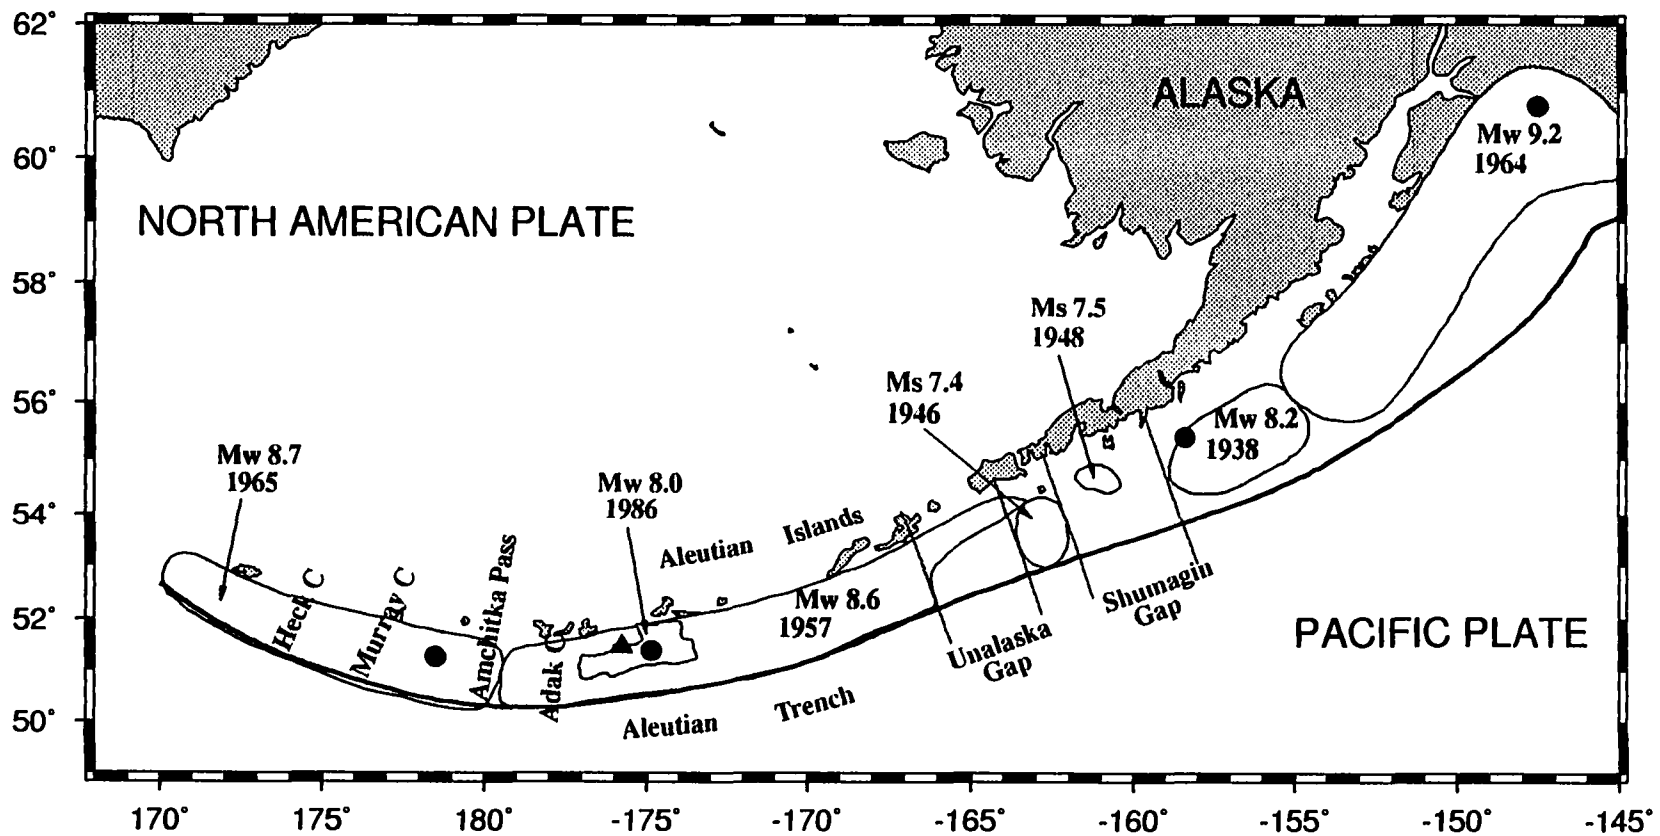 62°
60°
58°
56°
54°
52°
50°
ALASKA
Mw 9.2
1964
NORTH AMERICAN PLATE
Ms 7.5
1948
Ms 7.4
1946
Mw 8.2
1938
Mw 8.7
1965
Mw 8.0
1986
Aleutian Islands
Heck C
Murray C
Amchitka Pass
Adak C
Mw 8.6
1957
Shumagin
Gap
Unalaska
Gap
PACIFIC PLATE
Aleutian Trench
170° 175° 180° -175° -170° -165° -160° -155° -150° -145°